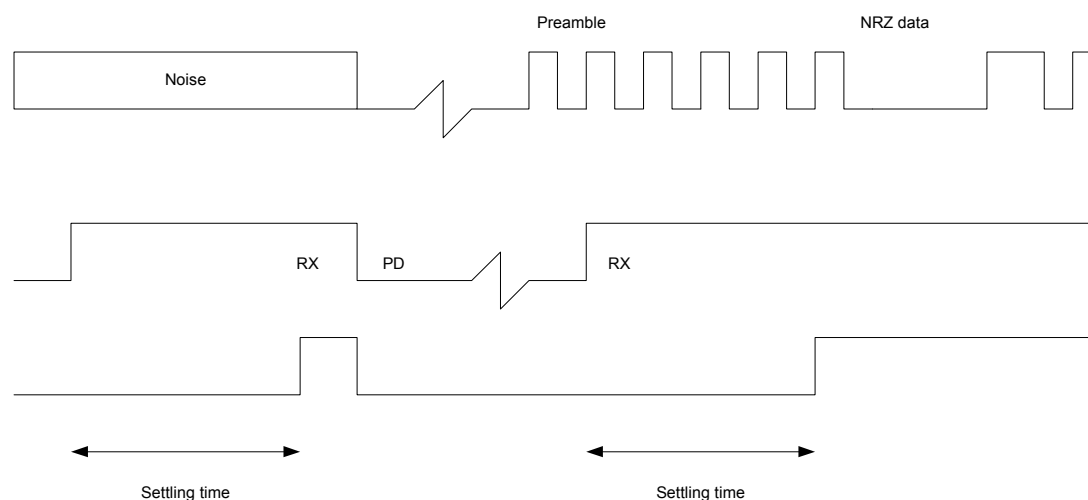 Preamble
NRZ data
Noise
RX
PD
RX
Settling time
Settling time